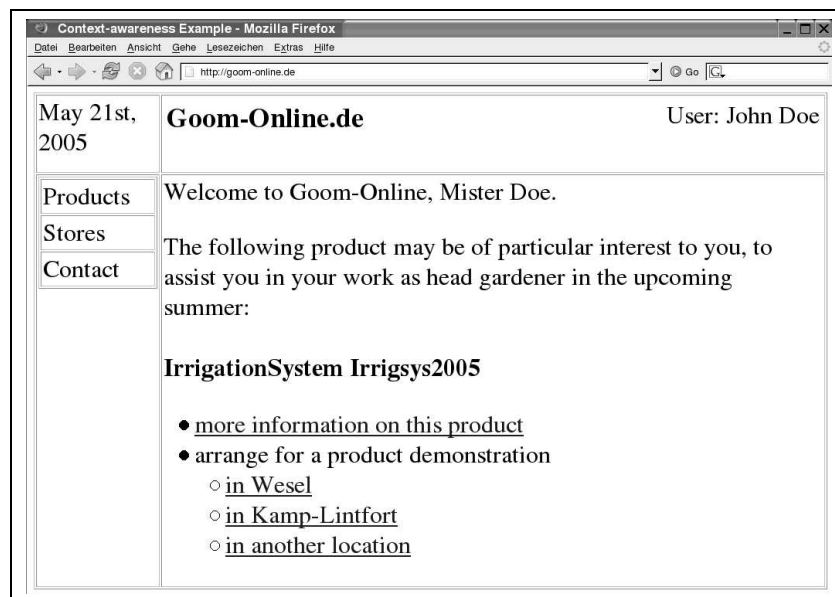 Context-awareness Example - Mozilla Firefox
Datei Bearbeiten Ansicht Gehe Lesezeichen Extras Hilfe
http://goom-online.de Go G
May 21st,
2005
Goom-Online.de
User: John Doe
Products
Stores
Contact
Welcome to Goom-Online, Mister Doe.
The following product may be of particular interest to you, to
assist you in your work as head gardener in the upcoming
summer:
IrrigationSystem Irrigsys2005
more information on this product
arrange for a product demonstration
in Wesel
in Kamp-Lintfort
in another location